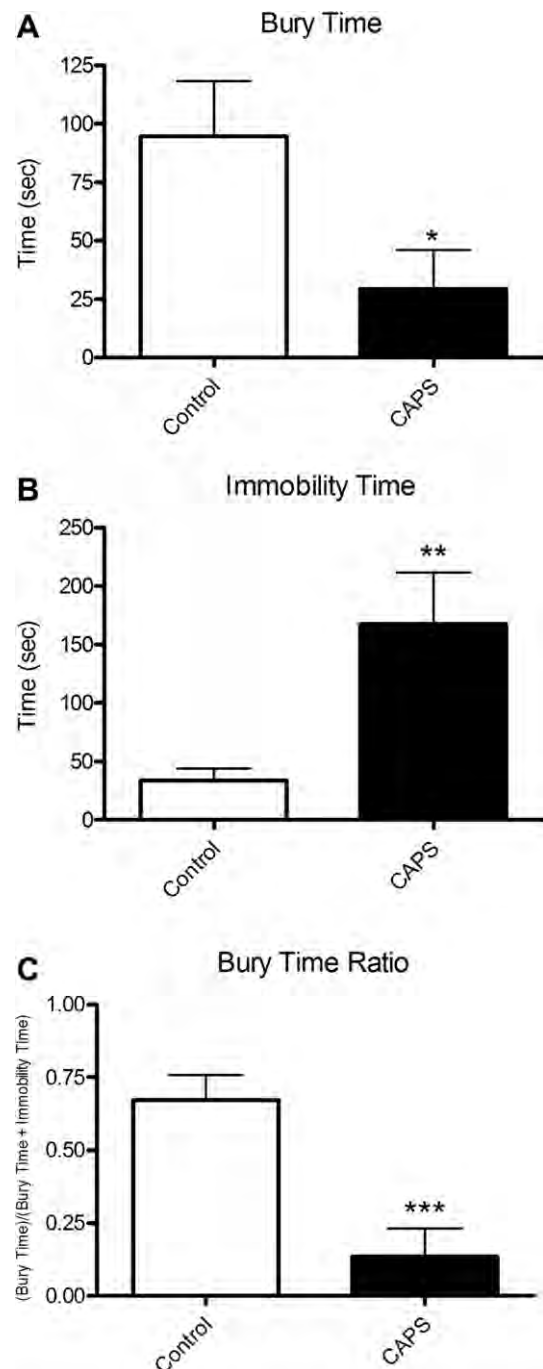 A
Bury Time
125
100
75
50
25
0
Time (sec)
*
Control
CAPS
B
Immobility Time
250
200
150
100
50
0
Time (sec)
**
Control
CAPS
C
Bury Time Ratio
1.00
0.75
0.50
0.25
0.00
(Bury Time)/(Bury Time + Immobility Time)
***
Control
CAPS